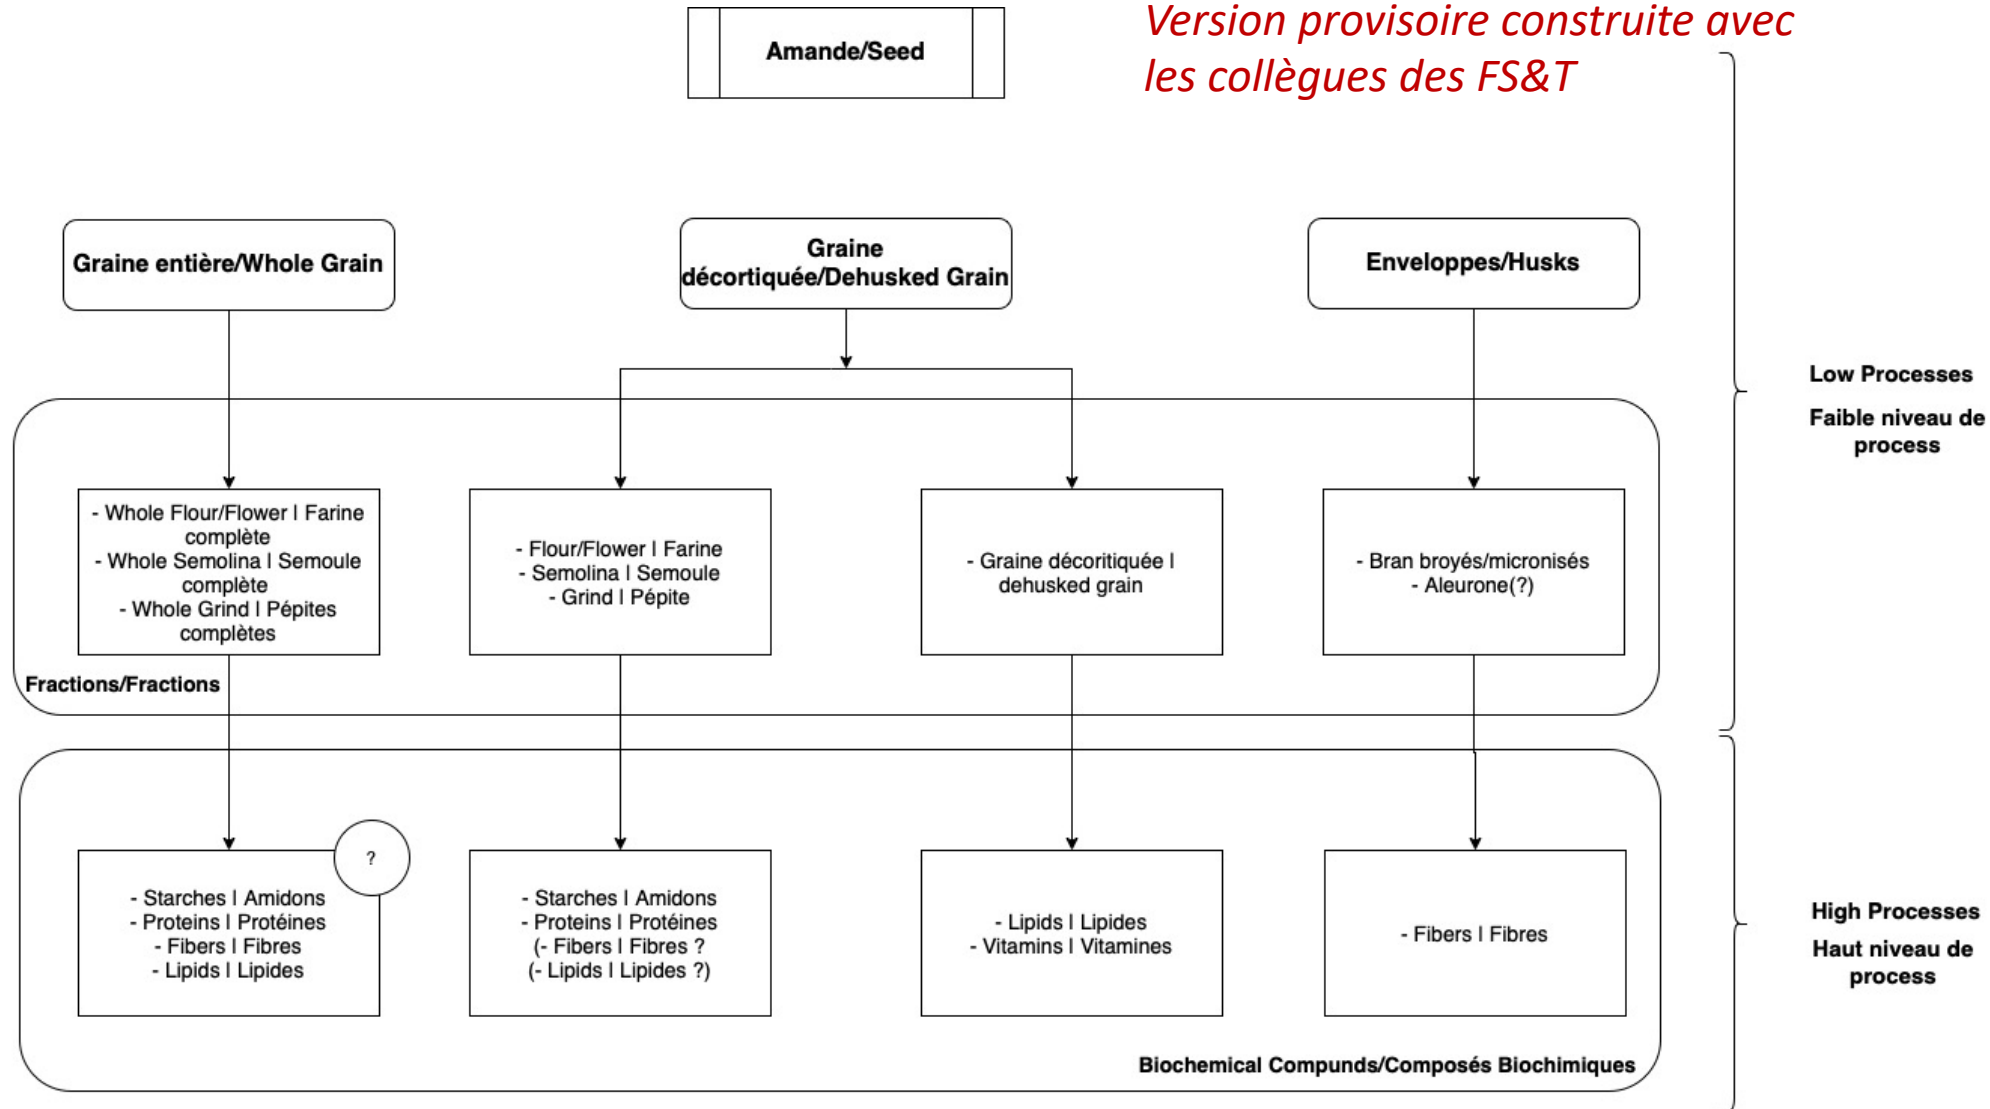 Version provisoire construite avec
les collègues des FS&T
Amande/Seed
Graine entière/Whole Grain
Graine
décortiquée/Dehusked Grain
Enveloppes/Husks
Low Processes
Faible niveau de
process
- Whole Flour/Flower | Farine
complète
- Whole Semolina | Semoule
complète
- Whole Grind | Pépites
complètes
- Flour/Flower | Farine
- Semolina | Semoule
- Grind | Pépite
- Graine décoritiquée |
dehusked grain
- Bran broyés/micronisés
- Aleurone(?)
Fractions/Fractions
?
- Starches | Amidons
- Proteins | Protéines
- Fibers | Fibres
- Lipids | Lipides
- Starches | Amidons
- Proteins | Protéines
(- Fibers | Fibres ?
(- Lipids | Lipides ?)
- Lipids | Lipides
- Vitamins | Vitamines
- Fibers | Fibres
High Processes
Haut niveau de
process
Biochemical Compunds/Composés Biochimiques